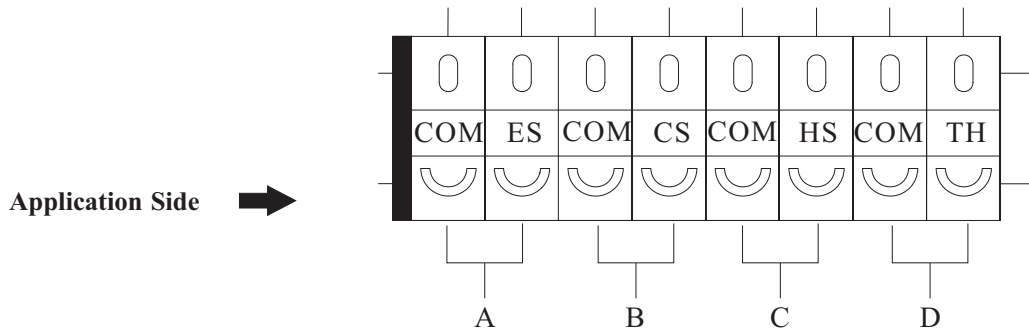 COM ES COM CS COM HS COM TH
Application Side
A B C D